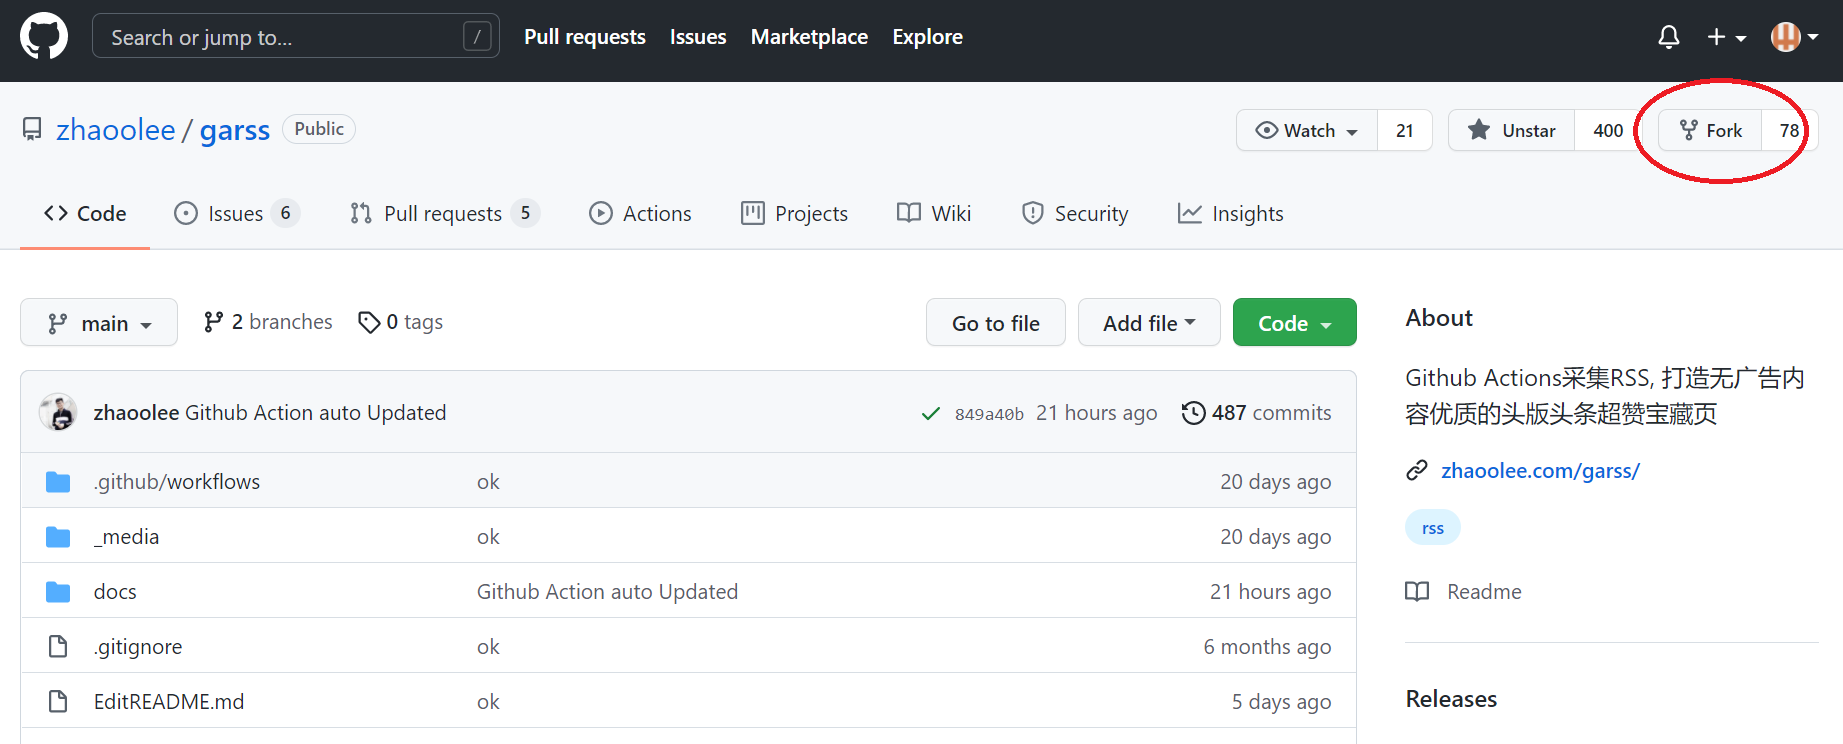 Search or jump to... / Pull requests Issues Marketplace Explore
zhaoolee / garss Public Watch 21 Unstar 400 Fork 78
Code Issues 6 Pull requests 5 Actions Projects Wiki Security Insights
main 2 branches 0 tags Go to file Add file Code
About
Github Actions采集RSS, 打造无广告内
容优质的头版头条超赞宝藏页
zhaoolee.com/garss/
rss
Readme
Releases
zhaoolee Github Action auto Updated 849a40b 21 hours ago 487 commits
.github/workflows ok 20 days ago
_media ok 20 days ago
docs Github Action auto Updated 21 hours ago
.gitignore ok 6 months ago
EditREADME.md ok 5 days ago